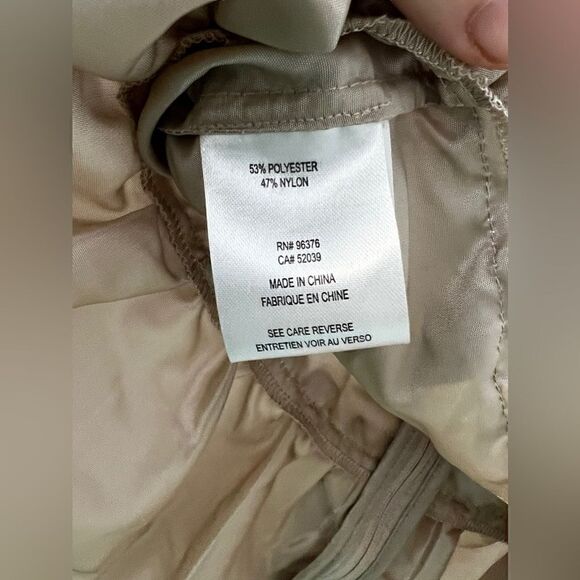 53% POLYESTER
47% NYLON
RN# 96376
CA# 52039
MADE IN CHINA
FABRIQUE EN CHINE
SEE CARE REVERSE
ENTRETIEN VOIR AU VERSO